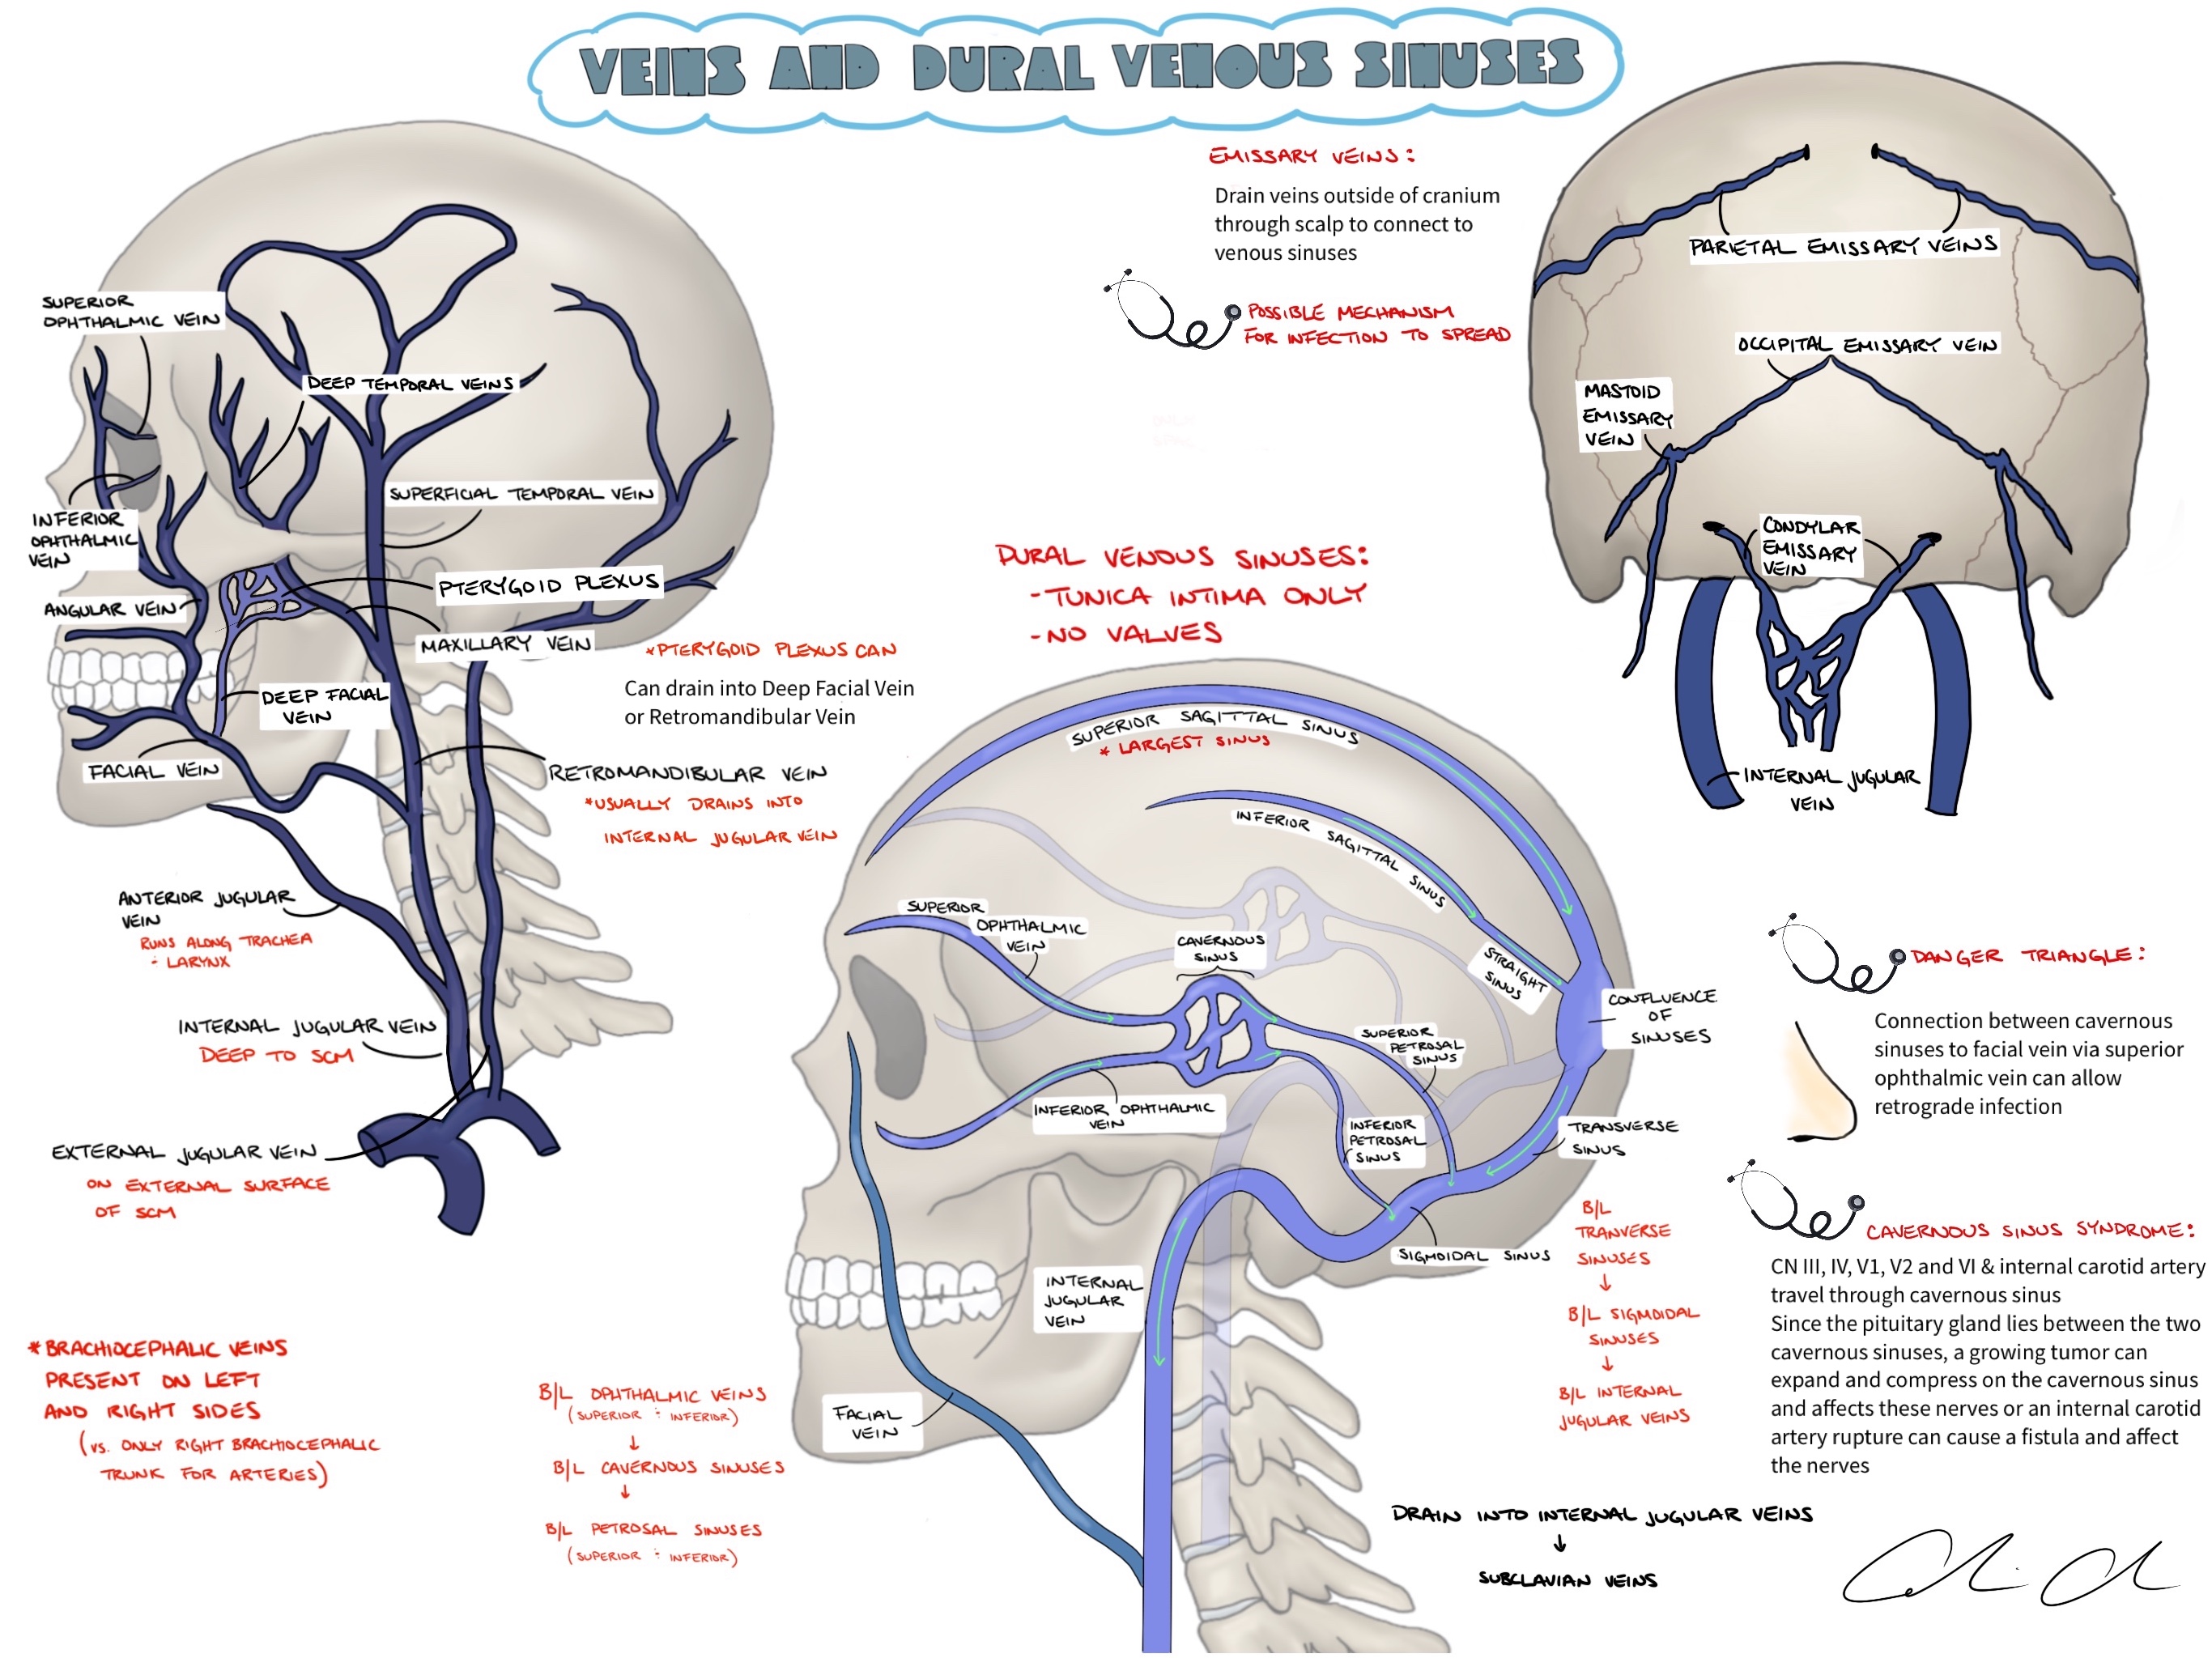 VEINS AND DURAL VENOUS SINUSES
EMISSARY VEINS:
Drain veins outside of cranium
through scalp to connect to
venous sinuses
POSSIBLE MECHANISM
FOR INFECTION TO SPREAD
PARIETAL EMISSARY VEINS
OCCIPITAL EMISSARY VEIN
MASTOID
EMISSARY
VEIN
CONDYLAR
EMISSARY
VEIN
INTERNAL JUGULAR
VEIN
SUPERIOR
OPHTHALMIC VEIN
DEEP TEMPORAL VEINS
SUPERFICIAL TEMPORAL VEIN
INFERIOR
OPHTHALMIC
VEIN
PTERYGOID PLEXUS
ANGULAR VEIN
MAXILLARY VEIN
*PTERYGOID PLEXUS CAN
Can drain into Deep Facial Vein
or Retromandibular Vein
DEEP FACIAL
VEIN
FACIAL VEIN
RETROMANDIBULAR VEIN
*USUALLY DRAINS INTO
INTERNAL JUGULAR VEIN
ANTERIOR JUGULAR
VEIN
RUNS ALONG TRACHEA
÷ LARYNX
INTERNAL JUGULAR VEIN
DEEP TO SCM
EXTERNAL JUGULAR VEIN
ON EXTERNAL SURFACE
OF SCM
*BRACHIOCEPHALIC VEINS
PRESENT ON LEFT
AND RIGHT SIDES
(VS. ONLY RIGHT BRACHIOCEPHALIC
TRUNK FOR ARTERIES)
DURAL VENOUS SINUSES:
-TUNICA INTIMA ONLY
-NO VALVES
SUPERIOR SAGITTAL SINUS
* LARGEST SINUS
INFERIOR SAGITTAL SINUS
SUPERIOR
OPHTHALMIC
VEIN
CAVERNOUS
SINUS
STRAIGHT
SINUS
CONFLUENCE
OF
SINUSES
SUPERIOR
PETROSAL
SINUS
INFERIOR OPHTHALMIC
VEIN
INFERIOR
PETROSAL
SINUS
TRANSVERSE
SINUS
SIGMOIDAL SINUS
INTERNAL
JUGULAR
VEIN
FACIAL
VEIN
B/L OPHTHALMIC VEINS
(SUPERIOR ÷ INFERIOR)
↓
B/L CAVERNOUS SINUSES
↓
B/L PETROSAL SINUSES
(SUPERIOR ÷ INFERIOR)
B/L
TRANVERSE
SINUSES
↓
B/L SIGMOIDAL
SINUSES
↓
B/L INTERNAL
JUGULAR VEINS
DRAIN INTO INTERNAL JUGULAR VEINS
↓
SUBCLAVIAN VEINS
DANGER TRIANGLE:
Connection between cavernous
sinuses to facial vein via superior
ophthalmic vein can allow
retrograde infection
CAVERNOUS SINUS SYNDROME:
CN III, IV, V1, V2 and VI & internal carotid artery
travel through cavernous sinus
Since the pituitary gland lies between the two
cavernous sinuses, a growing tumor can
expand and compress on the cavernous sinus
and affects these nerves or an internal carotid
artery rupture can cause a fistula and affect
the nerves